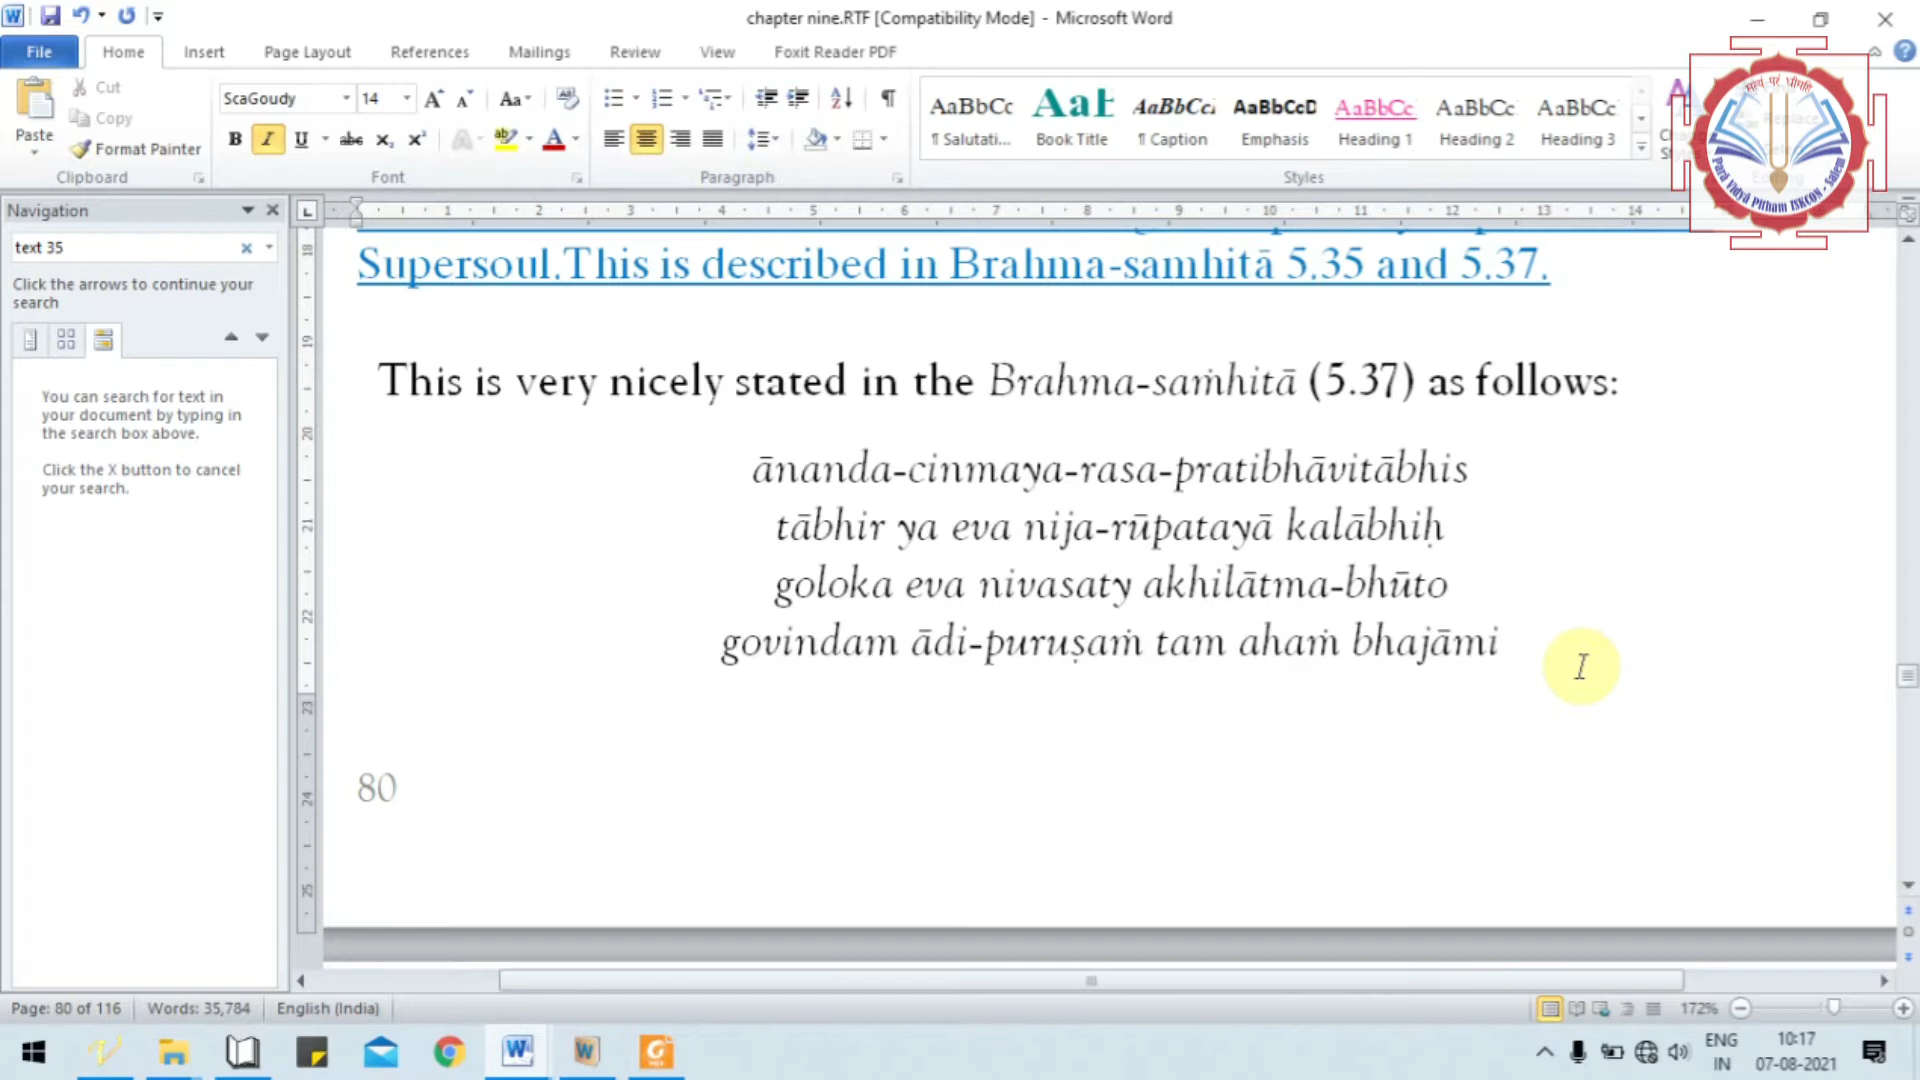 chapter nine.RTF [Compatibility Mode] - Microsoft Word
File Home Insert Page Layout References Mailings Review View Foxit Reader PDF
Paste
Cut
Copy
Format Painter
Clipboard
ScaGoudy 14
Font
Paragraph
AaBbCc AaB AaBbCcI AaBbCcD AaBbCc AaBbCc AaBbCc
¶ Salutati... Book Title ¶ Caption Emphasis Heading 1 Heading 2 Heading 3
Styles
Para Vidya Pitham ISKCON - Salem
Navigation
text 35
Click the arrows to continue your
search
You can search for text in
your document by typing in
the search box above.
Click the X button to cancel
your search.
Supersoul.This is described in Brahma-samhitā 5.35 and 5.37.
This is very nicely stated in the Brahma-saṁhitā (5.37) as follows:
ānanda-cinmaya-rasa-pratibhāvitābhis
tābhir ya eva nija-rūpatayā kalābhiḥ
goloka eva nivasaty akhilātma-bhūto
govindam ādi-puruṣaṁ tam ahaṁ bhajāmi
80
Page: 80 of 116 Words: 35,784 English (India) 172%
ENG
IN
10:17
07-08-2021